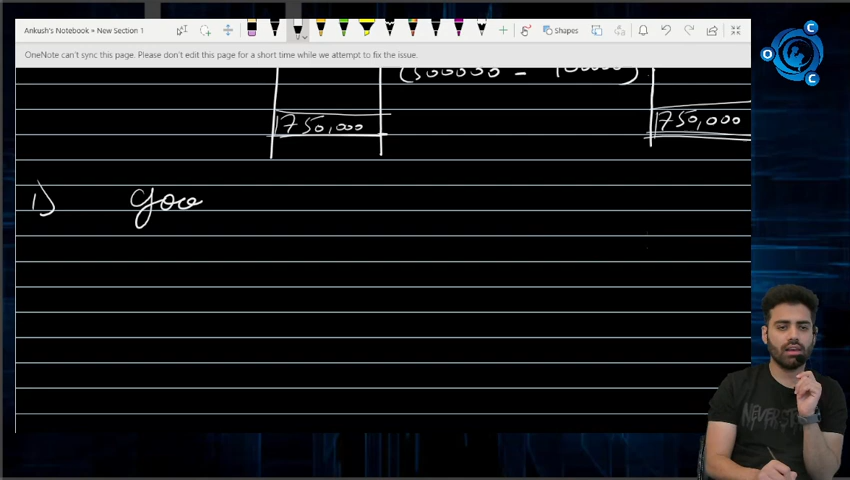 Ankush's Notebook » New Section 1
Shapes
OneNote can't sync this page. Please don't edit this page for a short time while we attempt to fix the issue.
O C C
(500000 -
1750,000 1750,000
1) goo